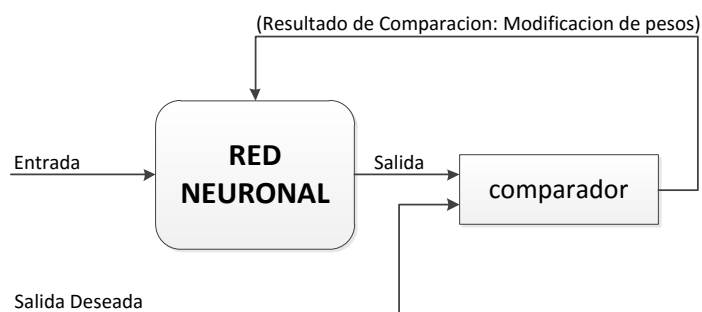 (Resultado de Comparacion: Modificacion de pesos)
RED
NEURONAL
Entrada
Salida
comparador
Salida Deseada